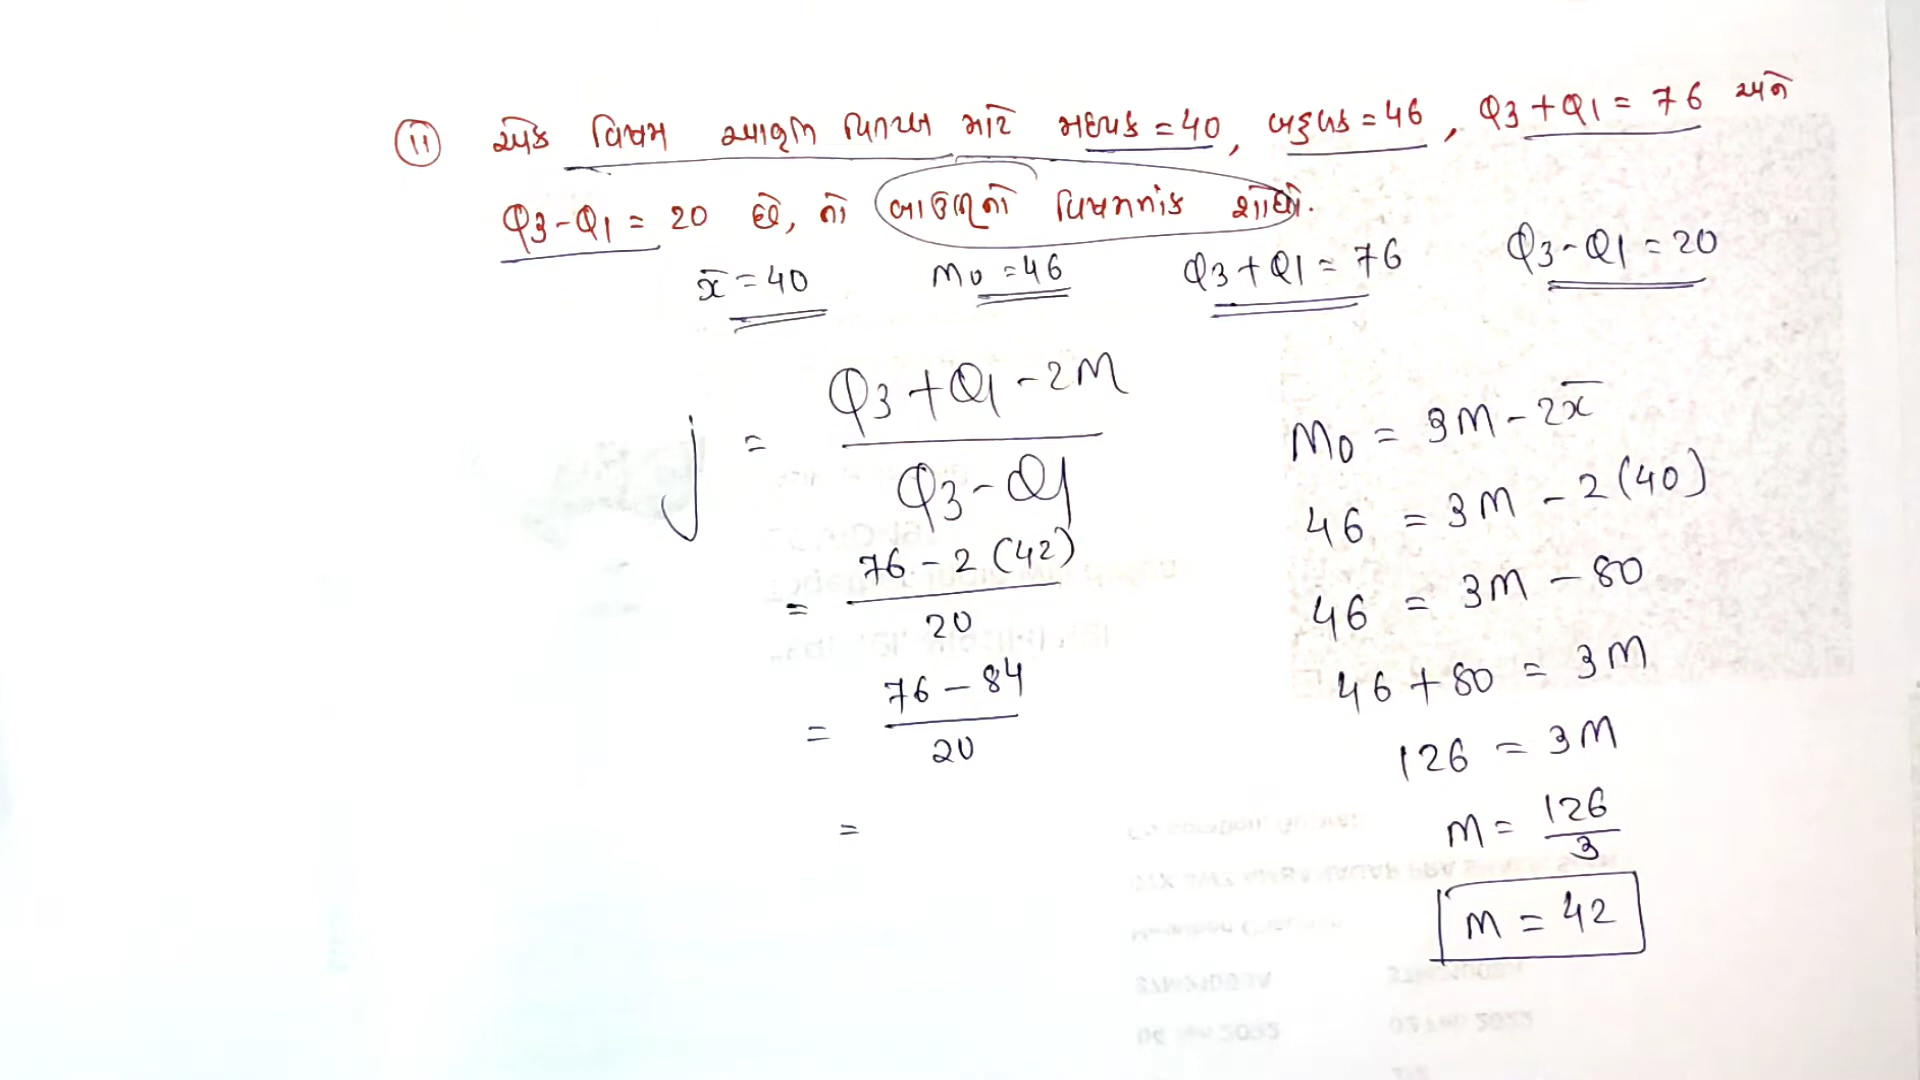 11 એક વિષમ આવૃત્તિ વિતરણ માટે મધ્યક = 40, બહુલક = 46, Q3+Q1 = 76 અને
Q3-Q1 = 20 છે, તો બાઉલીનો વિષમતાંક શોધો.
x̄ = 40 M0 = 46 Q3+Q1 = 76 Q3-Q1 = 20
j = Q3+Q1-2M / Q3-Q1
= 76-2(42) / 20
= 76-84 / 20
=
M0 = 3M-2x̄
46 = 3M-2(40)
46 = 3M-80
46+80 = 3M
126 = 3M
M = 126/3
M = 42